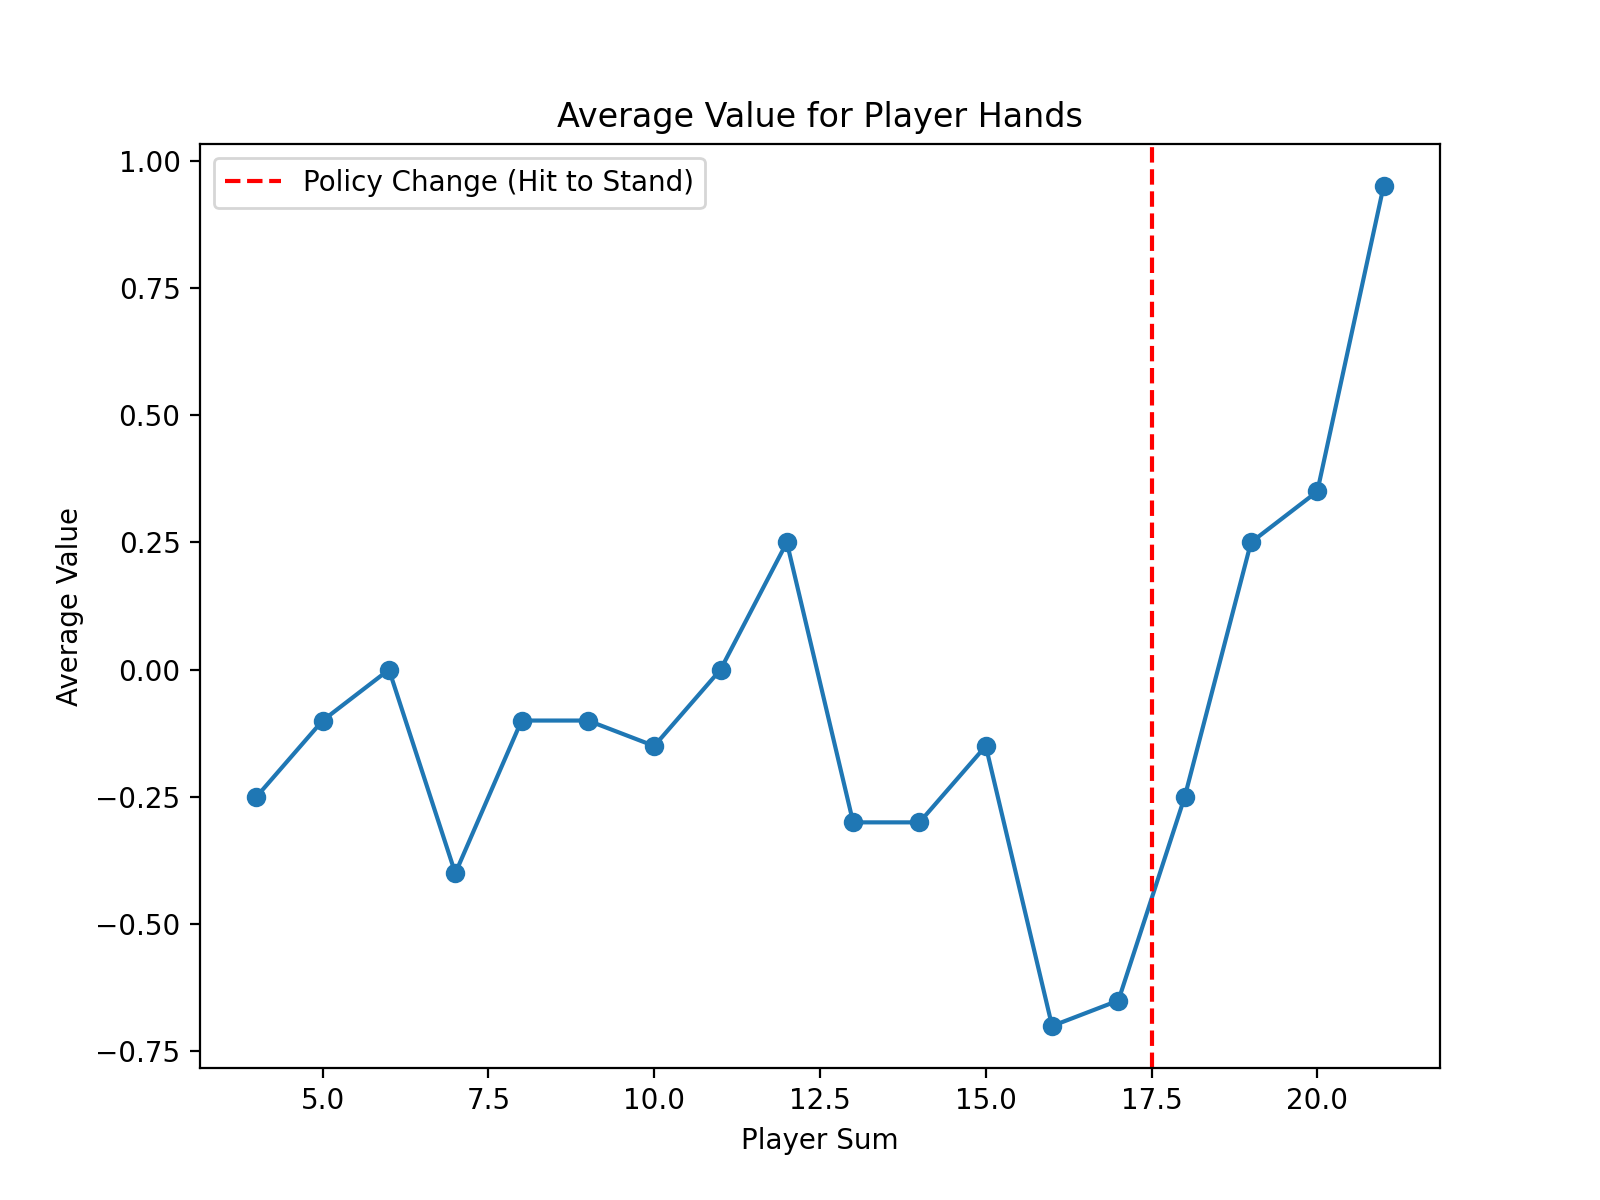 Average Value for Player Hands
Policy Change (Hit to Stand)
Average Value
1.00
0.75
0.50
0.25
0.00
−0.25
−0.50
−0.75
5.0 7.5 10.0 12.5 15.0 17.5 20.0
Player Sum